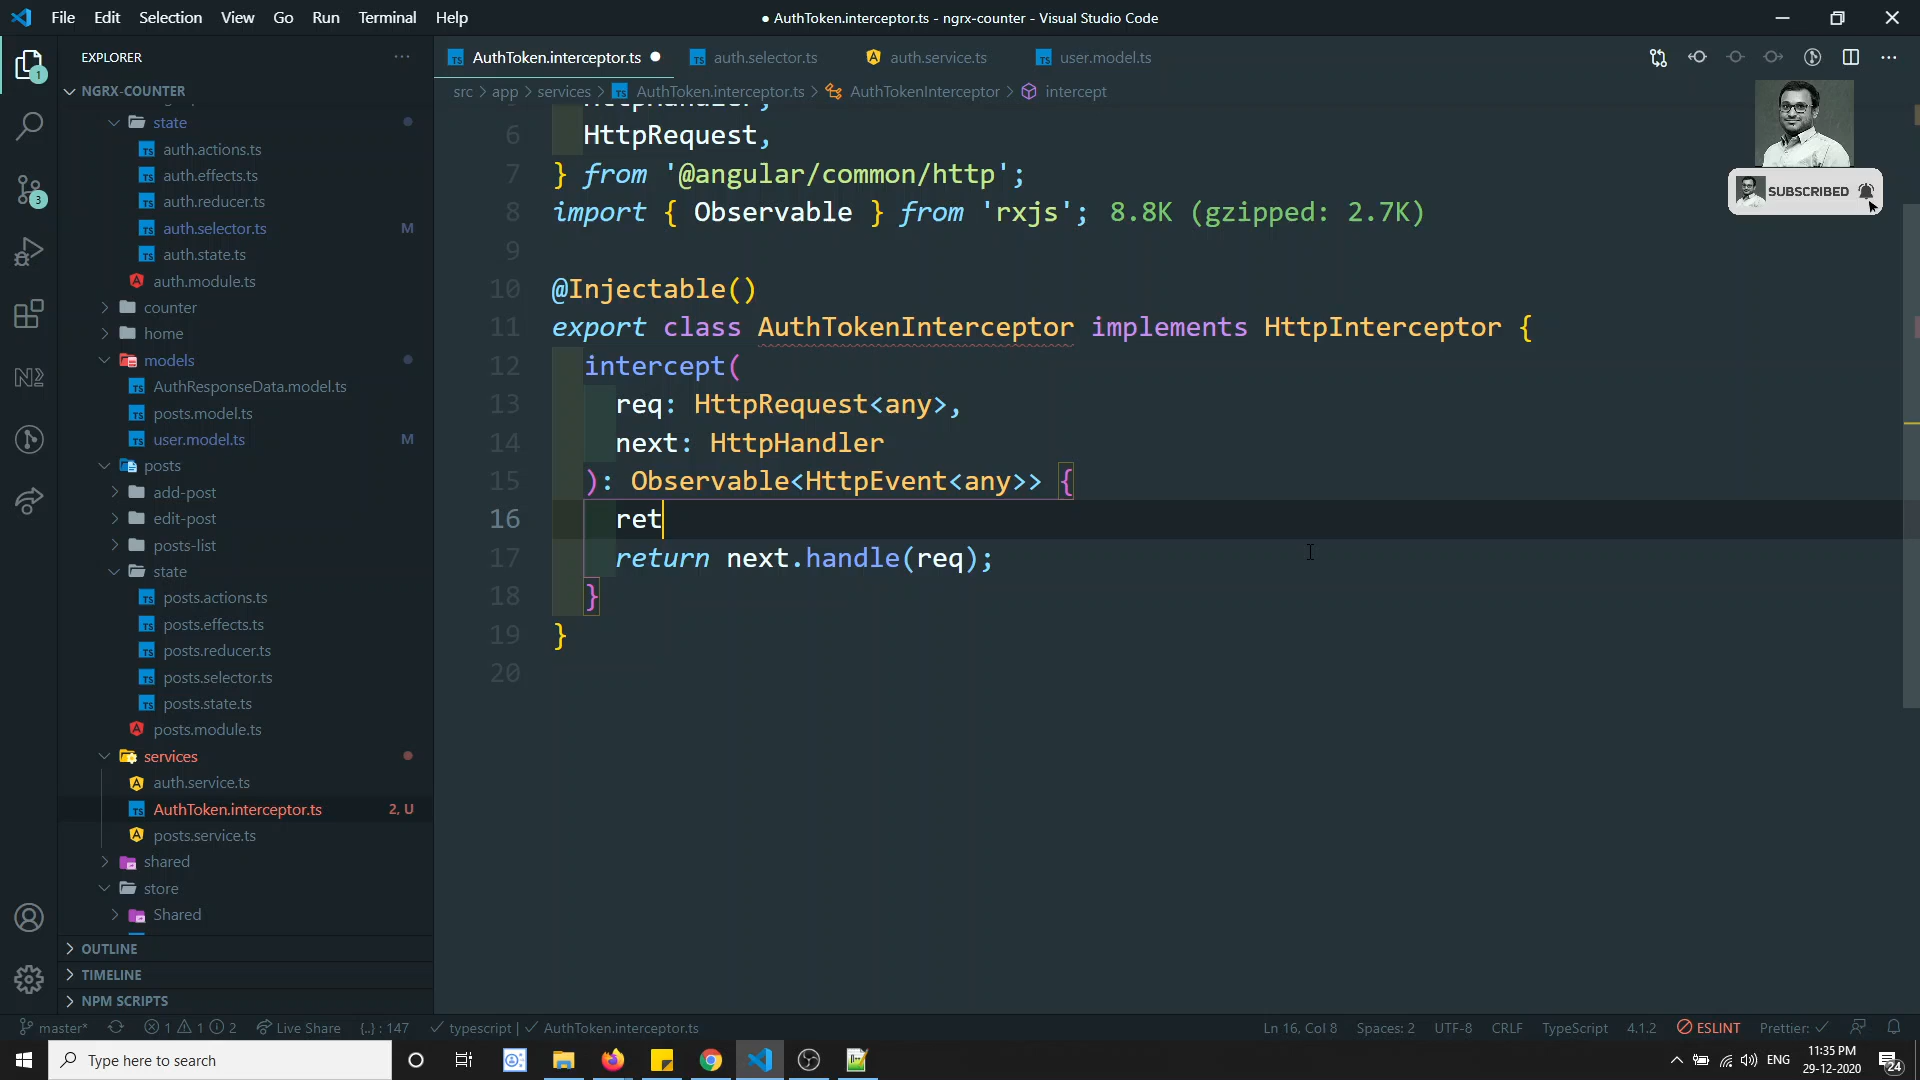 File Edit Selection View Go Run Terminal Help
● AuthToken.interceptor.ts - ngrx-counter - Visual Studio Code
EXPLORER
AuthToken.interceptor.ts
auth.selector.ts
auth.service.ts
user.model.ts
NGRX-COUNTER
src > app > services > AuthToken.interceptor.ts > AuthTokenInterceptor > intercept
1
3
state
auth.actions.ts
auth.effects.ts
auth.reducer.ts
auth.selector.ts M
auth.state.ts
auth.module.ts
counter
home
models
AuthResponseData.model.ts
posts.model.ts
user.model.ts M
posts
add-post
edit-post
posts-list
state
posts.actions.ts
posts.effects.ts
posts.reducer.ts
posts.selector.ts
posts.state.ts
posts.module.ts
services
auth.service.ts
AuthToken.interceptor.ts 2, U
posts.service.ts
shared
store
Shared
OUTLINE
TIMELINE
NPM SCRIPTS
HttpHandler,
6 HttpRequest,
7 } from '@angular/common/http';
8 import { Observable } from 'rxjs'; 8.8K (gzipped: 2.7K)
9
10 @Injectable()
11 export class AuthTokenInterceptor implements HttpInterceptor {
12 intercept(
13 req: HttpRequest<any>,
14 next: HttpHandler
15 ): Observable<HttpEvent<any>> {
16 ret
17 return next.handle(req);
18 }
19 }
20
SUBSCRIBED
master* 1 1 2 Live Share {..} : 147 typescript | AuthToken.interceptor.ts
Ln 16, Col 8 Spaces: 2 UTF-8 CRLF TypeScript 4.1.2 ESLINT Prettier: ✓
Type here to search
ENG
11:35 PM
29-12-2020
24